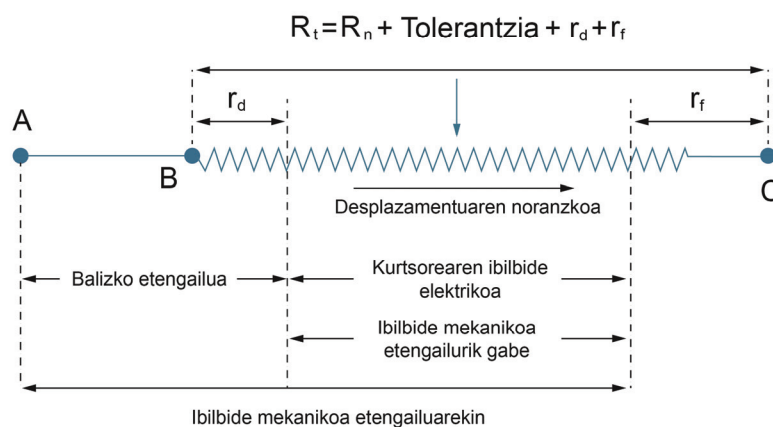 Rt=Rn+ Tolerantzia + rd+rf
rd
rf
A
B
C
Desplazamentuaren noranzkoa
Balizko etengailua
Kurtsorearen ibilbide
elektrikoa
Ibilbide mekanikoa
etengailurik gabe
Ibilbide mekanikoa etengailuarekin